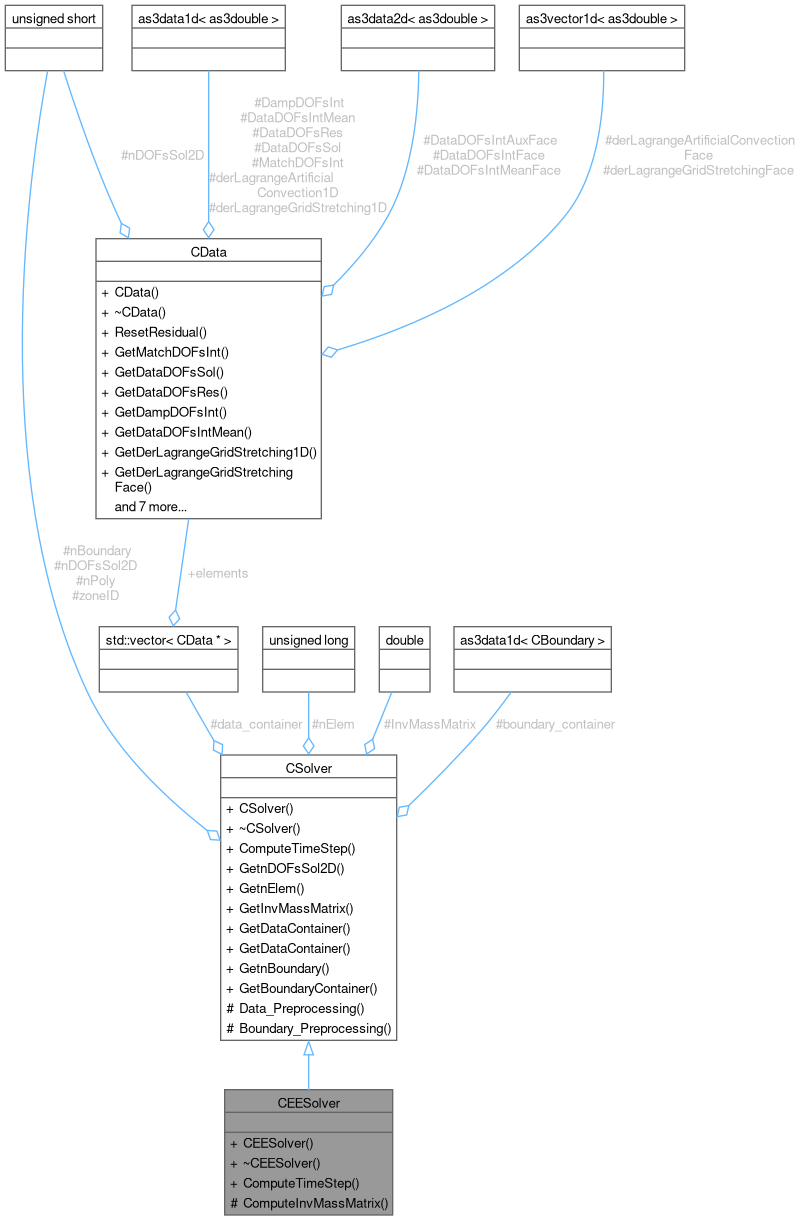 unsigned short
as3data1d< as3double >
as3data2d< as3double >
as3vector1d< as3double >
#nDOFsSol2D
#DampDOFsInt
#DataDOFsIntMean
#DataDOFsRes
#DataDOFsSol
#MatchDOFsInt
#derLagrangeArtificial
Convection1D
#derLagrangeGridStretching1D
#DataDOFsIntAuxFace
#DataDOFsIntFace
#DataDOFsIntMeanFace
#derLagrangeArtificialConvection
Face
#derLagrangeGridStretchingFace
CData
+ CData()
+ ~CData()
+ ResetResidual()
+ GetMatchDOFsInt()
+ GetDataDOFsSol()
+ GetDataDOFsRes()
+ GetDampDOFsInt()
+ GetDataDOFsIntMean()
+ GetDerLagrangeGridStretching1D()
+ GetDerLagrangeGridStretching
Face()
and 7 more...
#nBoundary
#nDOFsSol2D
#nPoly
#zoneID
+elements
std::vector< CData * >
unsigned long
double
as3data1d< CBoundary >
#data_container
#nElem
#InvMassMatrix
#boundary_container
CSolver
+ CSolver()
+ ~CSolver()
+ ComputeTimeStep()
+ GetnDOFsSol2D()
+ GetnElem()
+ GetInvMassMatrix()
+ GetDataContainer()
+ GetDataContainer()
+ GetnBoundary()
+ GetBoundaryContainer()
# Data_Preprocessing()
# Boundary_Preprocessing()
CEESolver
+ CEESolver()
+ ~CEESolver()
+ ComputeTimeStep()
# ComputeInvMassMatrix()